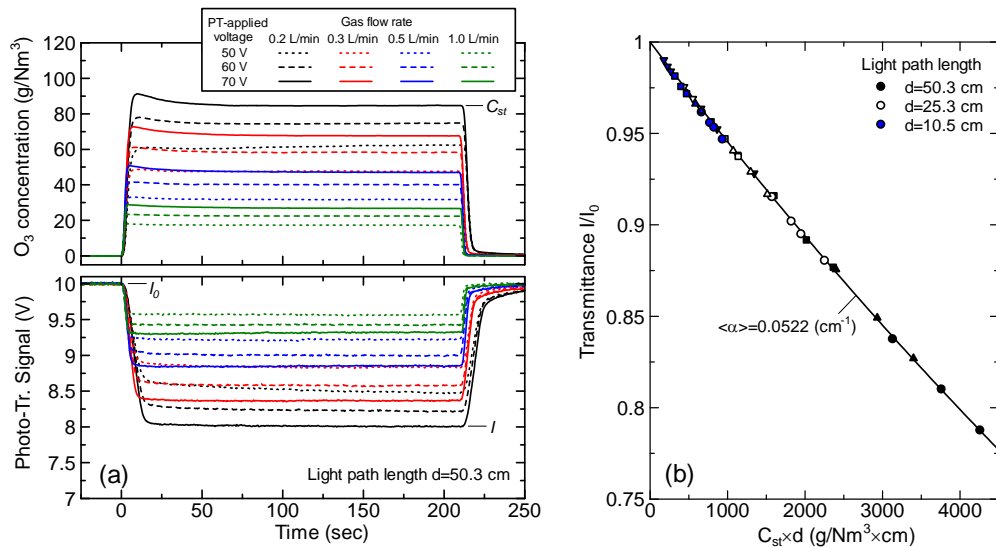 PT-applied voltage Gas flow rate
0.2 L/min 0.3 L/min 0.5 L/min 1.0 L/min
50 V
60 V
70 V
O₃ concentration (g/Nm³)
120
100
80
60
40
20
0
C_st
Photo-Tr. Signal (V)
10
9.5
9
8.5
8
7.5
7
I₀
I
(a)
Light path length d=50.3 cm
0 50 100 150 200 250
Time (sec)
Transmittance I/I₀
1
0.95
0.9
0.85
0.8
0.75
Light path length
d=50.3 cm
d=25.3 cm
d=10.5 cm
<α>=0.0522 (cm⁻¹)
(b)
0 1000 2000 3000 4000
C_st×d (g/Nm³×cm)